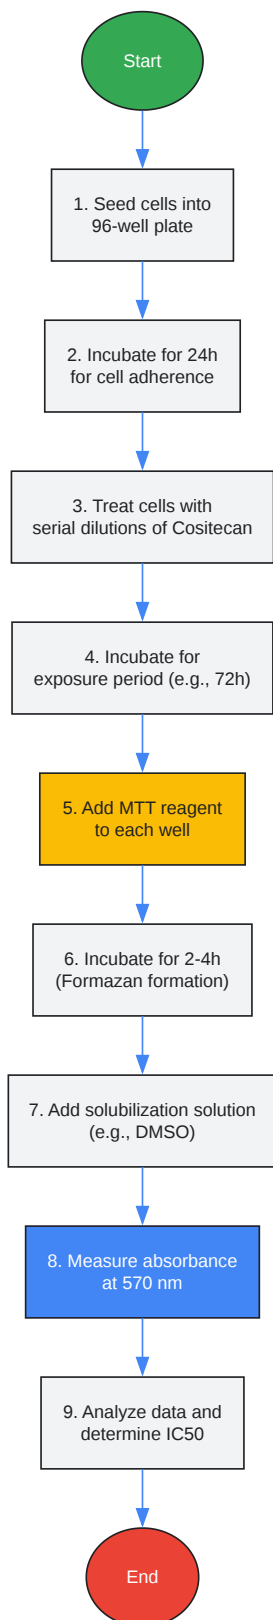 Start
1. Seed cells into
96-well plate
2. Incubate for 24h
for cell adherence
3. Treat cells with
serial dilutions of Cositecan
4. Incubate for
exposure period (e.g., 72h)
5. Add MTT reagent
to each well
6. Incubate for 2-4h
(Formazan formation)
7. Add solubilization solution
(e.g., DMSO)
8. Measure absorbance
at 570 nm
9. Analyze data and
determine IC50
End